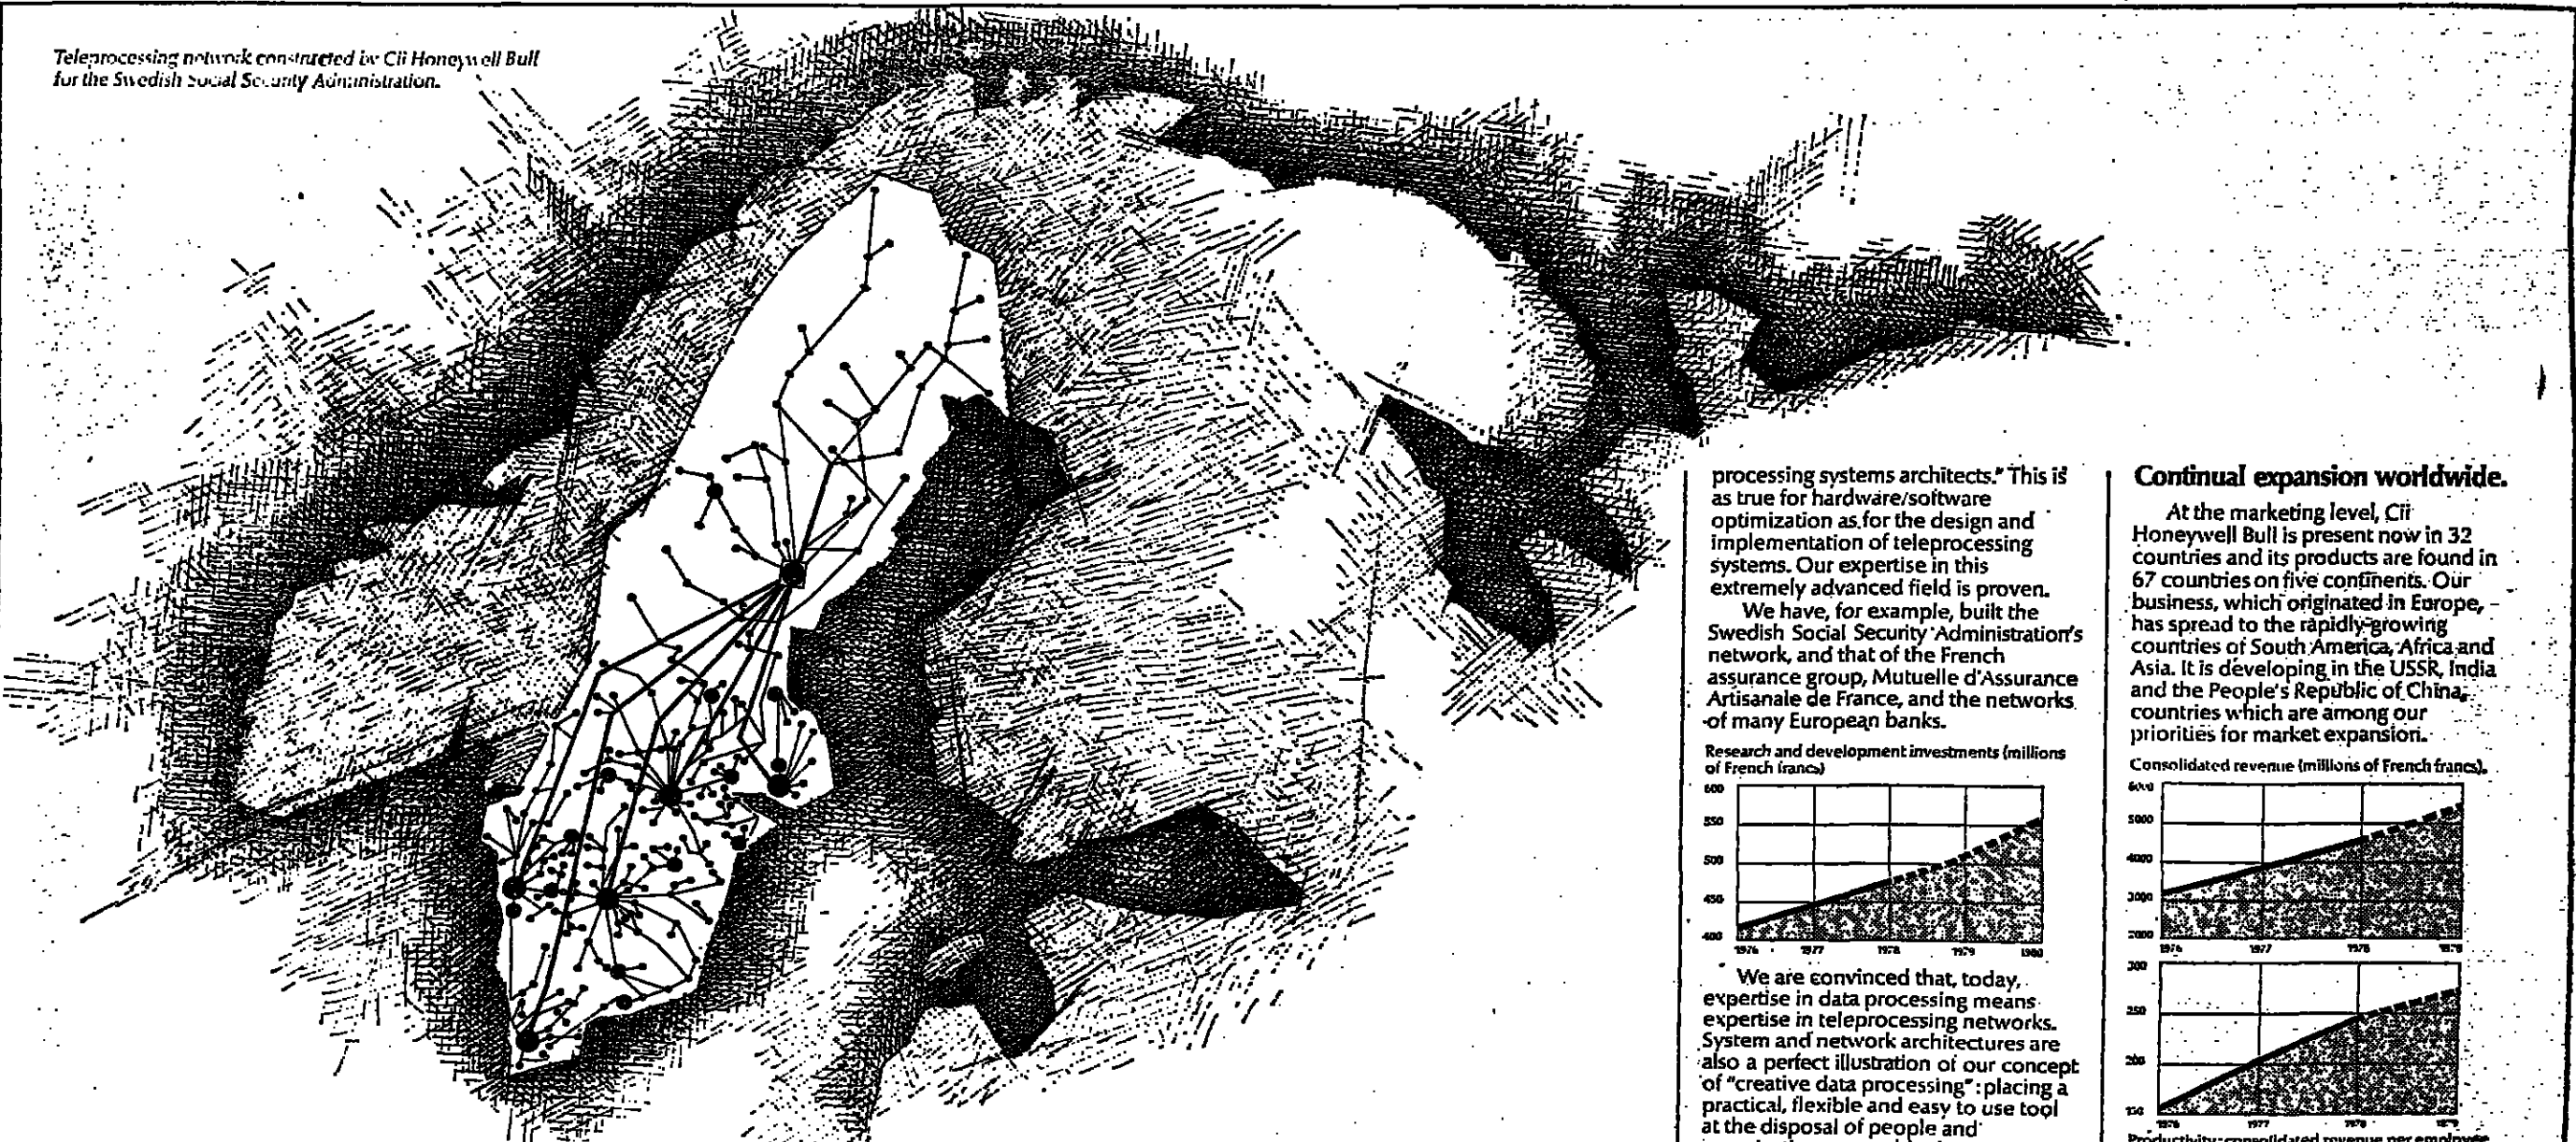 Teleprocessing network constructed by Cii Honeywell Bull
for the Swedish Social Security Administration.
processing systems architects." This is
as true for hardware/software
optimization as for the design and
implementation of teleprocessing
systems. Our expertise in this
extremely advanced field is proven.
We have, for example, built the
Swedish Social Security Administration's
network, and that of the French
assurance group, Mutuelle d'Assurance
Artisanale de France, and the networks
of many European banks.
Research and development investments (millions
of French francs)
600
550
500
450
400
1976 1977 1978 1979 1980
We are convinced that, today,
expertise in data processing means
expertise in teleprocessing networks.
System and network architectures are
also a perfect illustration of our concept
of "creative data processing": placing a
practical, flexible and easy to use tool
at the disposal of people and
Continual expansion worldwide.
At the marketing level, Cii
Honeywell Bull is present now in 32
countries and its products are found in
67 countries on five continents. Our
business, which originated in Europe,
has spread to the rapidly-growing
countries of South America, Africa and
Asia. It is developing in the USSR, India
and the People's Republic of China,
countries which are among our
priorities for market expansion.
Consolidated revenue (millions of French francs).
6000
5000
4000
3000
2000
1976 1977 1978
300
250
200
150
1976 1977 1978 1979
Productivity: consolidated revenue per employee